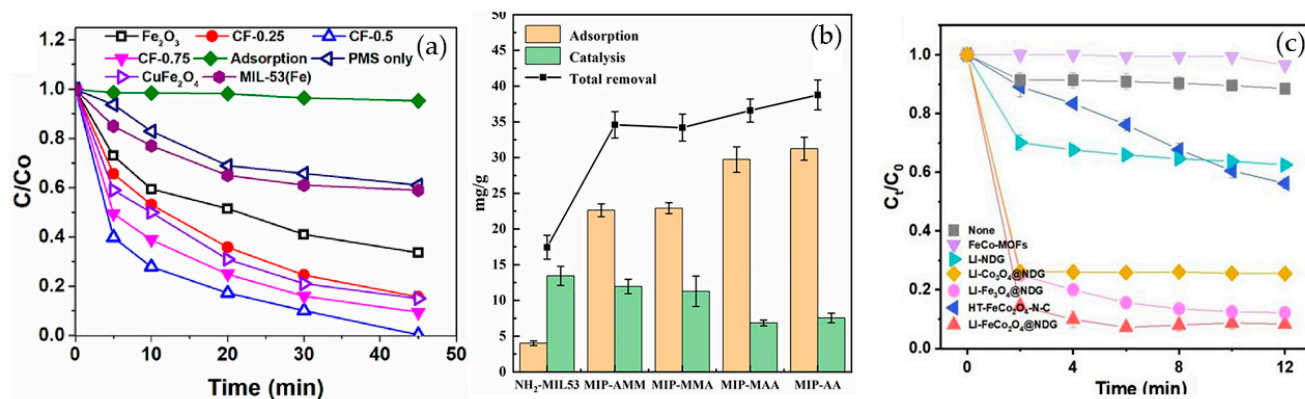 (a)
Fe₂O₃ CF-0.25 CF-0.5
CF-0.75 Adsorption PMS only
CuFe₂O₄ MIL-53(Fe)
C/Co
1.2
1.0
0.8
0.6
0.4
0.2
0.0
0 10 20 30 40 50
Time (min)
(b)
Adsorption
Catalysis
Total removal
mg/g
40
35
30
25
20
15
10
5
0
NH₂-MIL53 MIP-AMM MIP-MMA MIP-MAA MIP-AA
(c)
Cₜ/C₀
1.0
0.8
0.6
0.4
0.2
0.0
None
FeCo-MOFs
LI-NDG
LI-Co₃O₄@NDG
LI-Fe₃O₄@NDG
HT-FeCo₂O₄-N-C
LI-FeCo₂O₄@NDG
0 4 8 12
Time (min)